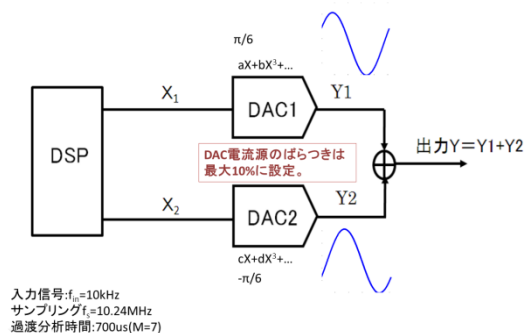 π/6
aX+bX³+...
X₁
Y1
DAC1
DSP
DAC電流源のばらつきは
最大10%に設定。
出力Y=Y1+Y2
X₂
Y2
DAC2
cX+dX³+...
-π/6
入力信号:fin=10kHz
サンプリングfs=10.24MHz
過渡分析時間:700us(M=7)